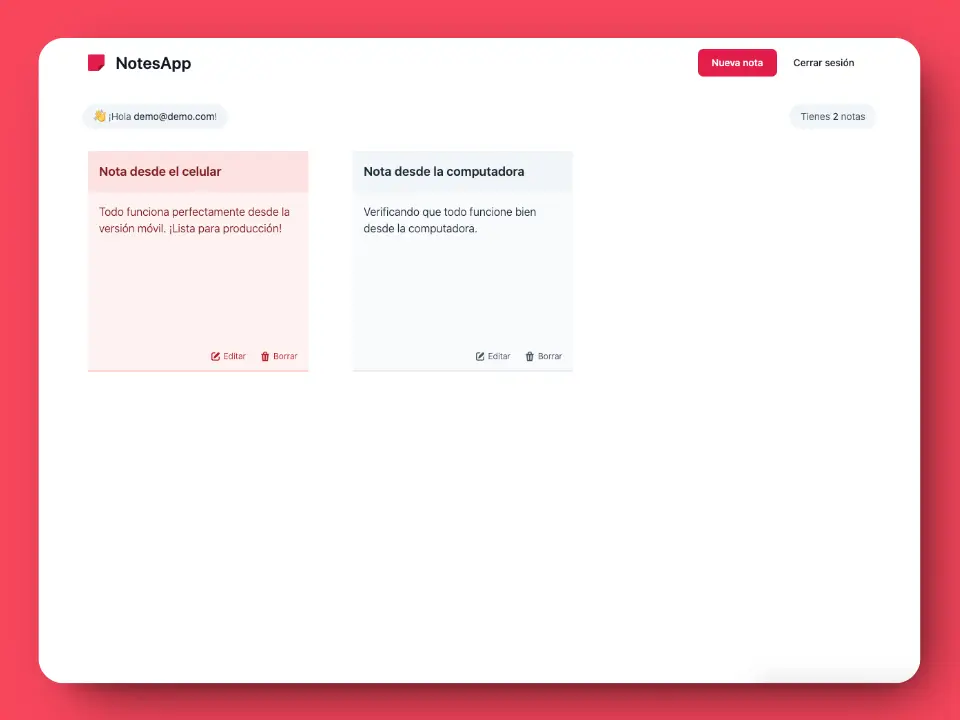 NotesApp
Nueva nota
Cerrar sesión
👋 ¡Hola demo@demo.com!
Tienes 2 notas
Nota desde el celular
Todo funciona perfectamente desde la
versión móvil. ¡Lista para producción!
Editar
Borrar
Nota desde la computadora
Verificando que todo funcione bien
desde la computadora.
Editar
Borrar